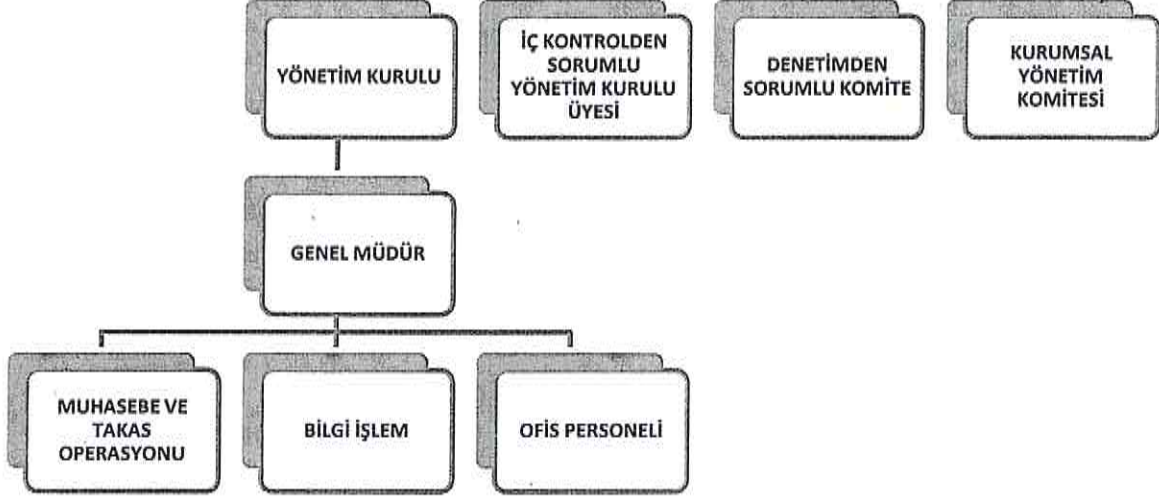 YÖNETİM KURULU
İÇ KONTROLDEN
SORUMLU
YÖNETİM KURULU
ÜYESİ
DENETİMDEN
SORUMLU KOMİTE
KURUMSAL
YÖNETİM
KOMİTESİ
GENEL MÜDÜR
MUHASEBE VE
TAKAS
OPERASYONU
BİLGİ İŞLEM
OFİS PERSONELİ